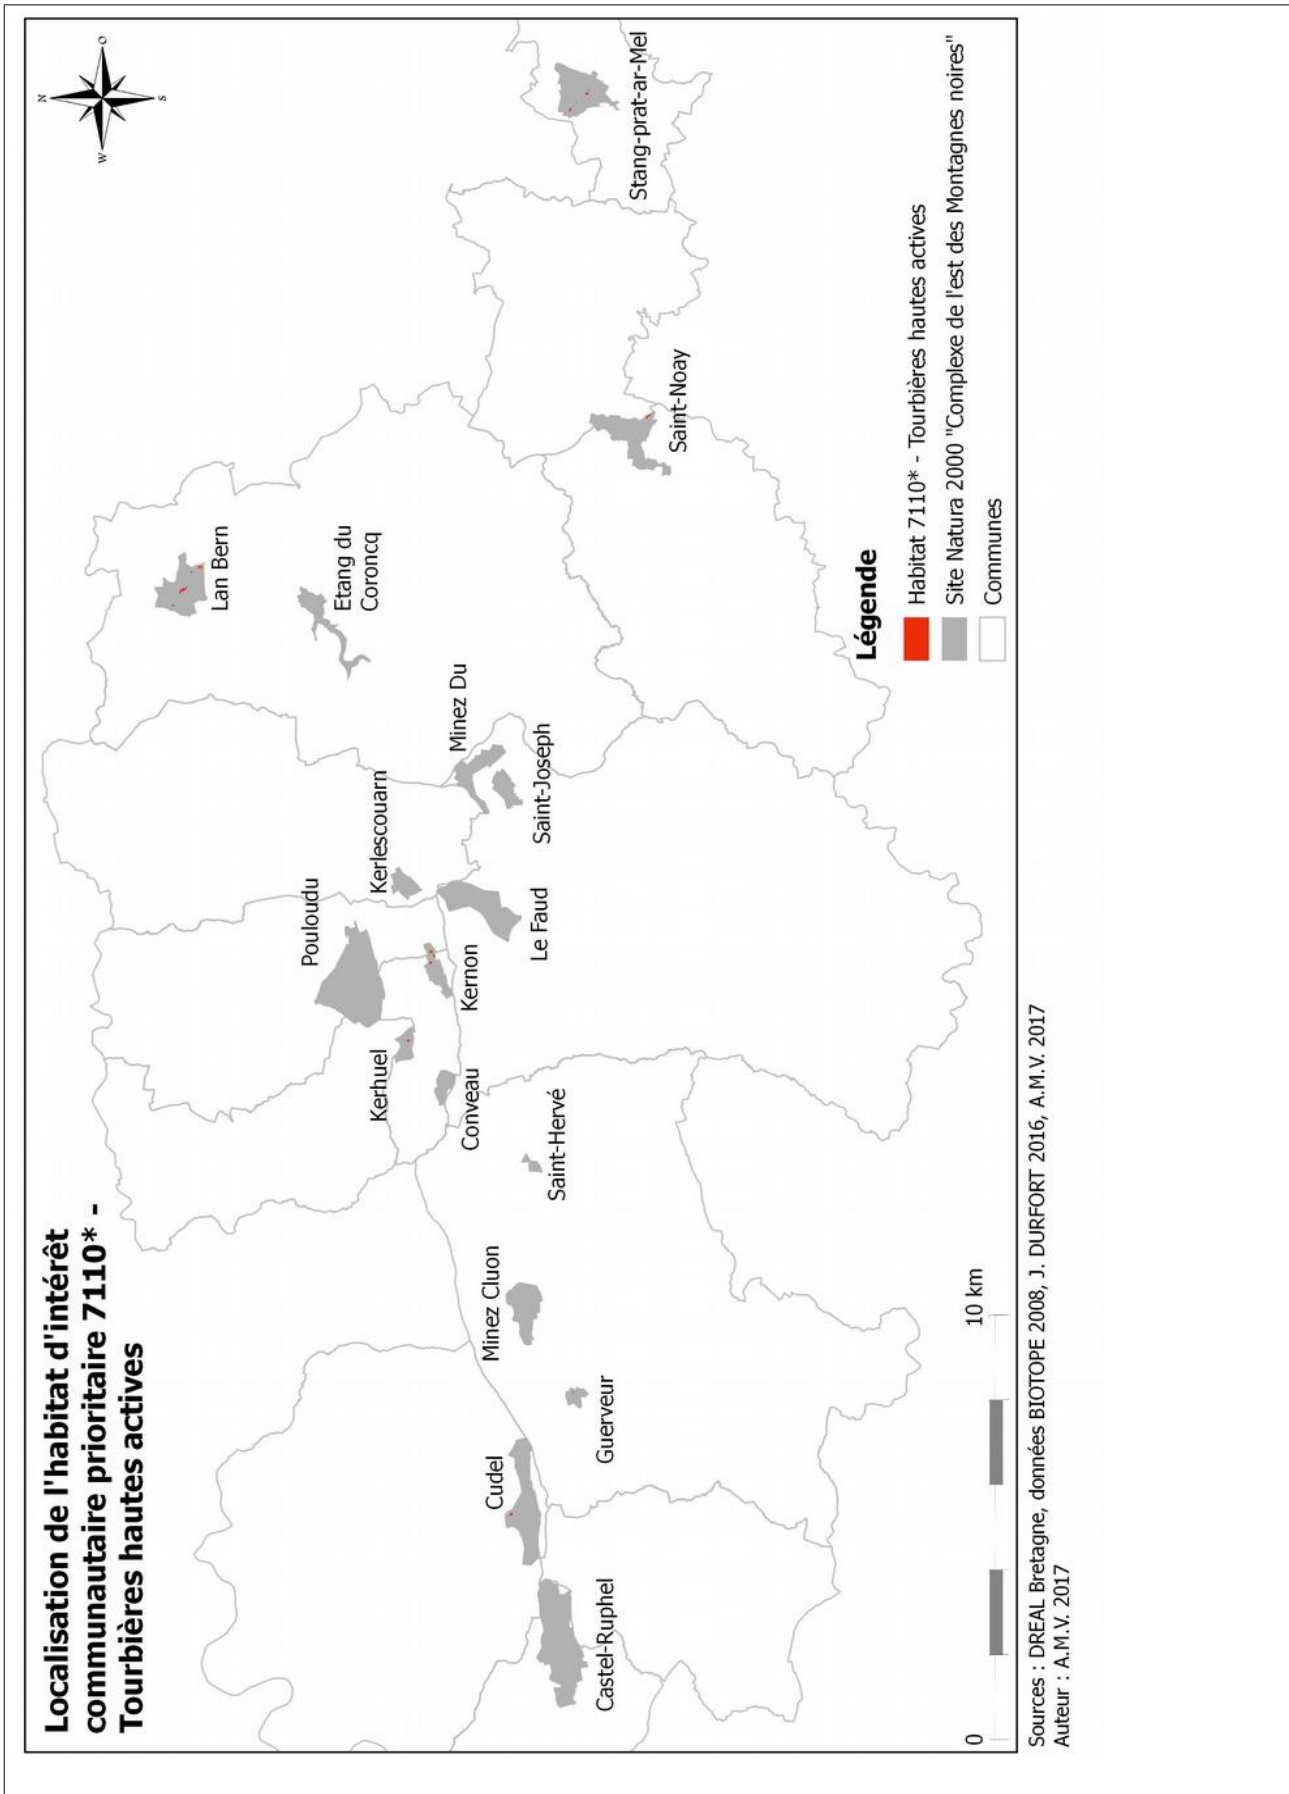 Localisation de l'habitat d'intérêt
communautaire prioritaire 7110* -
Tourbières hautes actives
N
O
S
W
Stang-prat-ar-Mel
Saint-Noay
Lan Bern
Etang du
Coroncq
Minez Du
Saint-Joseph
Kerlescouarn
Pouloudu
Le Faud
Kernon
Kerhuel
Conveau
Saint-Hervé
Minez Cluon
Guerveur
Cudel
Castel-Ruphel
Légende
Habitat 7110* - Tourbières hautes actives
Site Natura 2000 "Complexe de l'est des Montagnes noires"
Communes
0
10 km
Sources : DREAL Bretagne, données BIOTOPE 2008, J. DURFORT 2016, A.M.V. 2017
Auteur : A.M.V. 2017